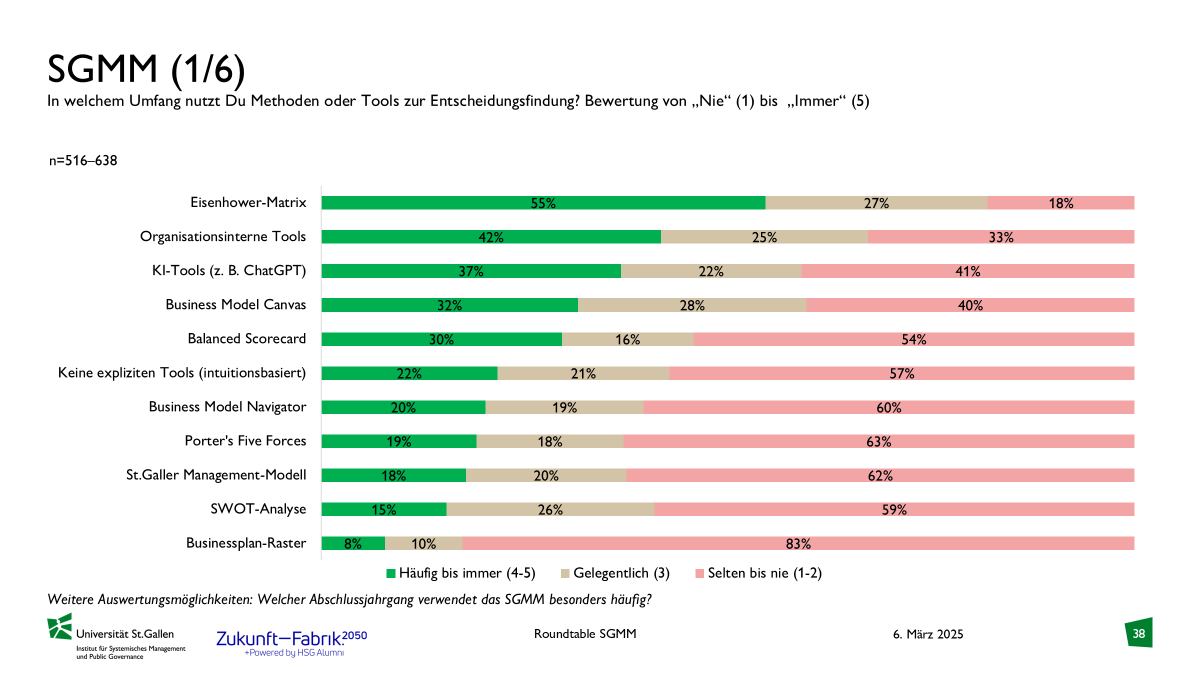 SGMM (1/6)
In welchem Umfang nutzt Du Methoden oder Tools zur Entscheidungsfindung? Bewertung von „Nie“ (1) bis „Immer“ (5)
n=516–638
Eisenhower-Matrix 55% 27% 18%
Organisationsinterne Tools 42% 25% 33%
KI-Tools (z. B. ChatGPT) 37% 22% 41%
Business Model Canvas 32% 28% 40%
Balanced Scorecard 30% 16% 54%
Keine expliziten Tools (intuitionsbasiert) 22% 21% 57%
Business Model Navigator 20% 19% 60%
Porter's Five Forces 19% 18% 63%
St.Galler Management-Modell 18% 20% 62%
SWOT-Analyse 15% 26% 59%
Businessplan-Raster 8% 10% 83%
Häufig bis immer (4-5) Gelegentlich (3) Selten bis nie (1-2)
Weitere Auswertungsmöglichkeiten: Welcher Abschlussjahrgang verwendet das SGMM besonders häufig?
Universität St.Gallen
Institut für Systemisches Management
und Public Governance
Zukunft—Fabrik.2050
+Powered by HSG Alumni
Roundtable SGMM
6. März 2025
38